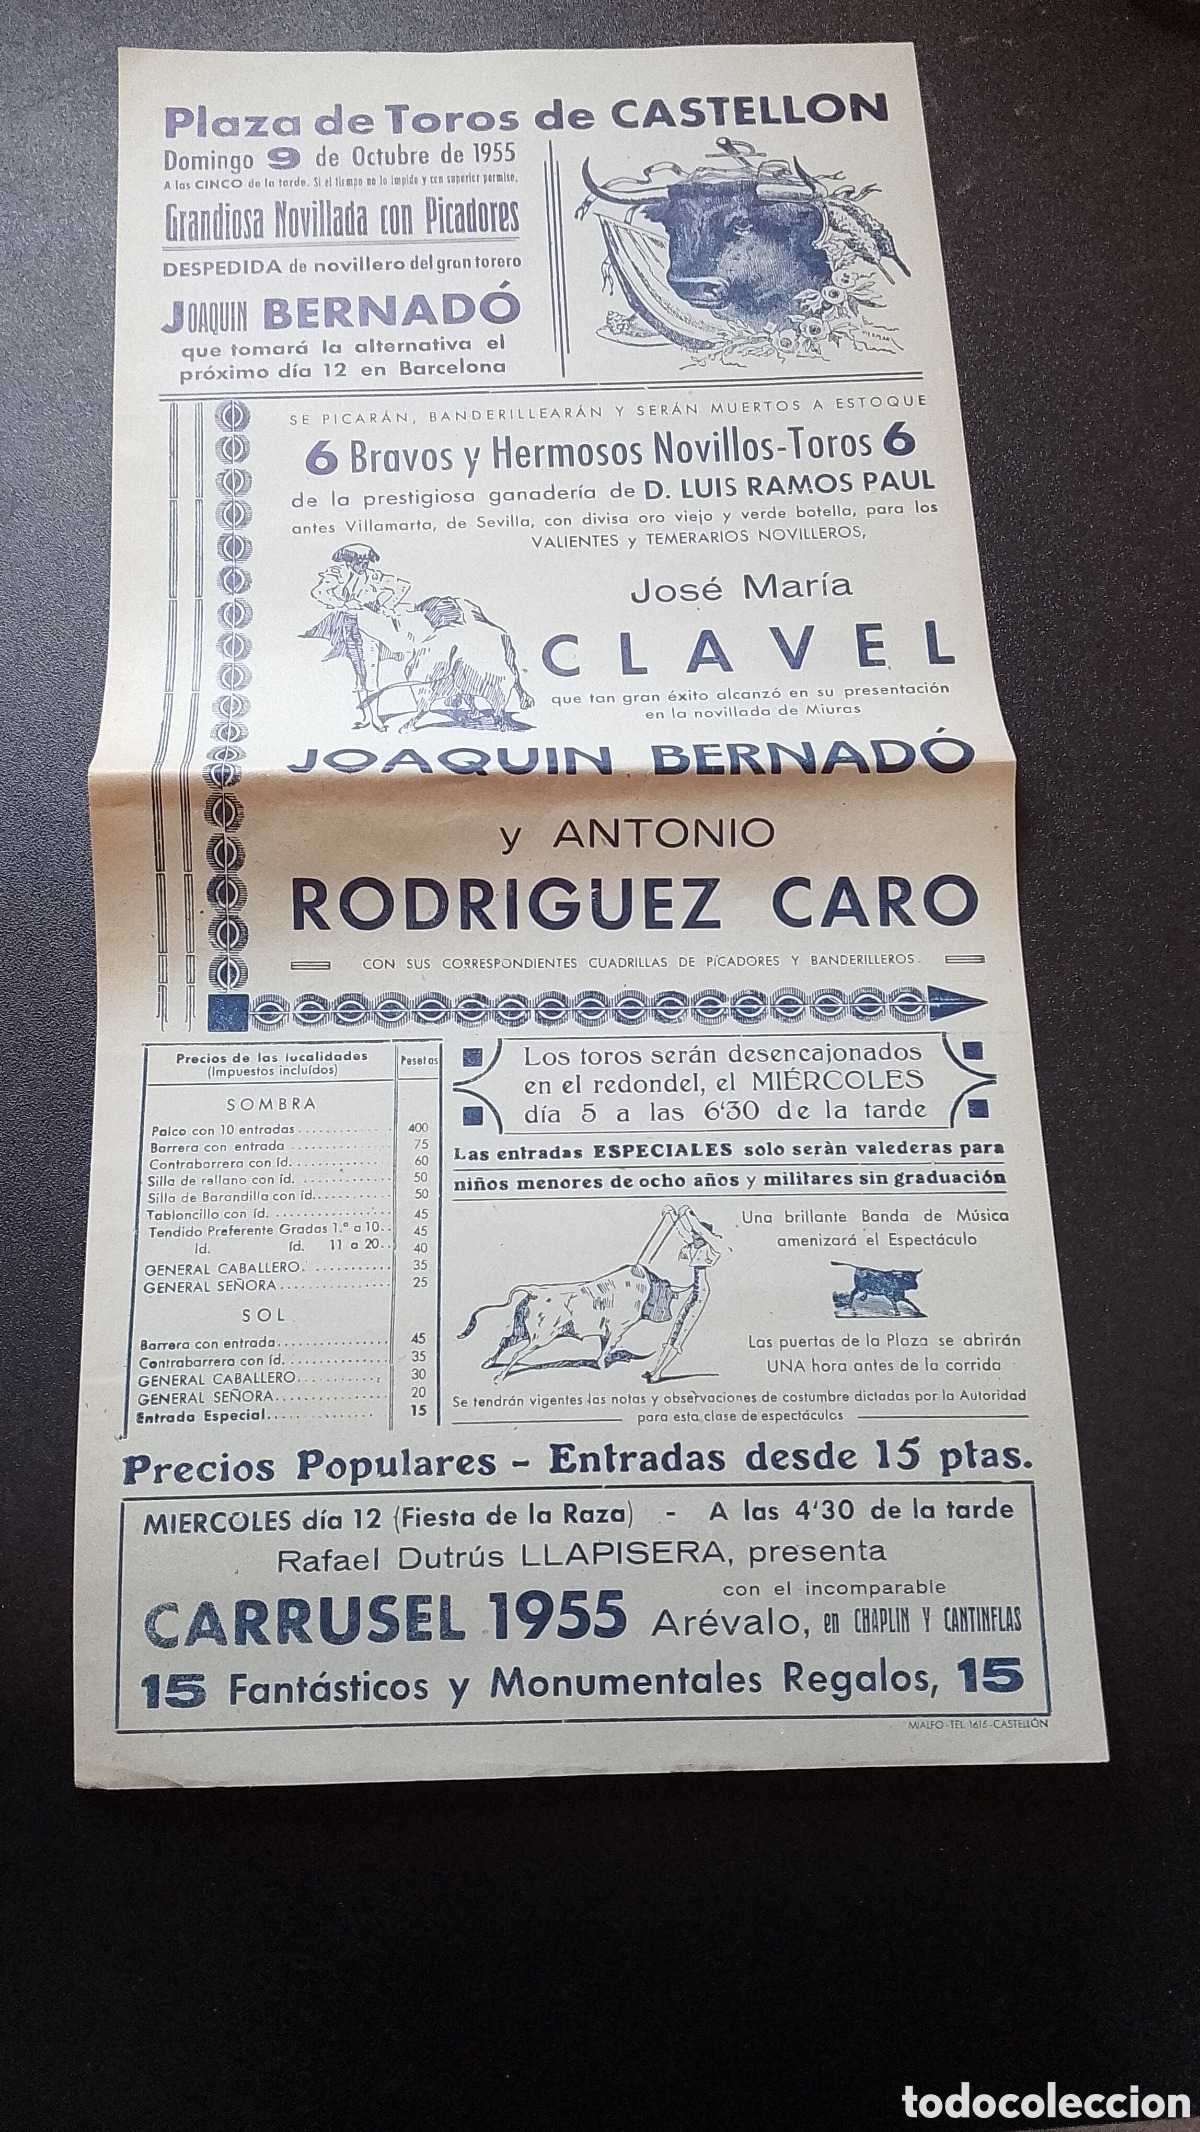 Plaza de Toros de CASTELLON
Domingo 9 de Octubre de 1955
A las CINCO de la tarde. Si el tiempo no lo impide y con superior permiso.
Grandiosa Novillada con Picadores
DESPEDIDA de novillero del gran torero
JOAQUIN BERNADÓ
que tomará la alternativa el
próximo día 12 en Barcelona
SE PICARÁN, BANDERILLEARÁN Y SERÁN MUERTOS A ESTOQUE
6 Bravos y Hermosos Novillos-Toros 6
de la prestigiosa ganadería de D. LUIS RAMOS PAUL
antes Villamarta, de Sevilla, con divisa oro viejo y verde botella, para los
VALIENTES y TEMERARIOS NOVILLEROS,
José María
CLAVEL
que tan gran éxito alcanzó en su presentación
en la novillada de Miuras
JOAQUIN BERNADÓ
y ANTONIO
RODRIGUEZ CARO
CON SUS CORRESPONDIENTES CUADRILLAS DE PICADORES Y BANDERILLEROS.
Precios de las localidades Pesetas
(Impuestos incluídos)
SOMBRA
Palco con 10 entradas 400
Barrera con entrada 75
Contrabarrera con íd. 60
Silla de rellano con íd. 50
Silla de Barandilla con íd. 50
Tabloncillo con íd. 45
Tendido Preferente Gradas 1.ª a 10 45
Id. íd. 11 a 20 40
GENERAL CABALLERO 35
GENERAL SEÑORA 25
SOL
Barrera con entrada 45
Contrabarrera con íd. 35
GENERAL CABALLERO 30
GENERAL SEÑORA 20
Entrada Especial 15
Los toros serán desencajonados
en el redondel, el MIÉRCOLES
día 5 a las 6'30 de la tarde
Las entradas ESPECIALES solo seràn valederas para
niños menores de ocho años y militares sin graduación
Una brillante Banda de Música
amenizará el Espectáculo
Las puertas de la Plaza se abrirán
UNA hora antes de la corrida
Se tendrán vigentes las notas y observaciones de costumbre dictadas por la Autoridad
para esta clase de espectáculos
Precios Populares - Entradas desde 15 ptas.
MIERCOLES día 12 (Fiesta de la Raza) - A las 4'30 de la tarde
Rafael Dutrús LLAPISERA, presenta
CARRUSEL 1955 con el incomparable
Arévalo, en CHAPLIN Y CANTINFLAS
15 Fantásticos y Monumentales Regalos, 15
MIALFO-TEL. 1615-CASTELLÓN
todocoleccion